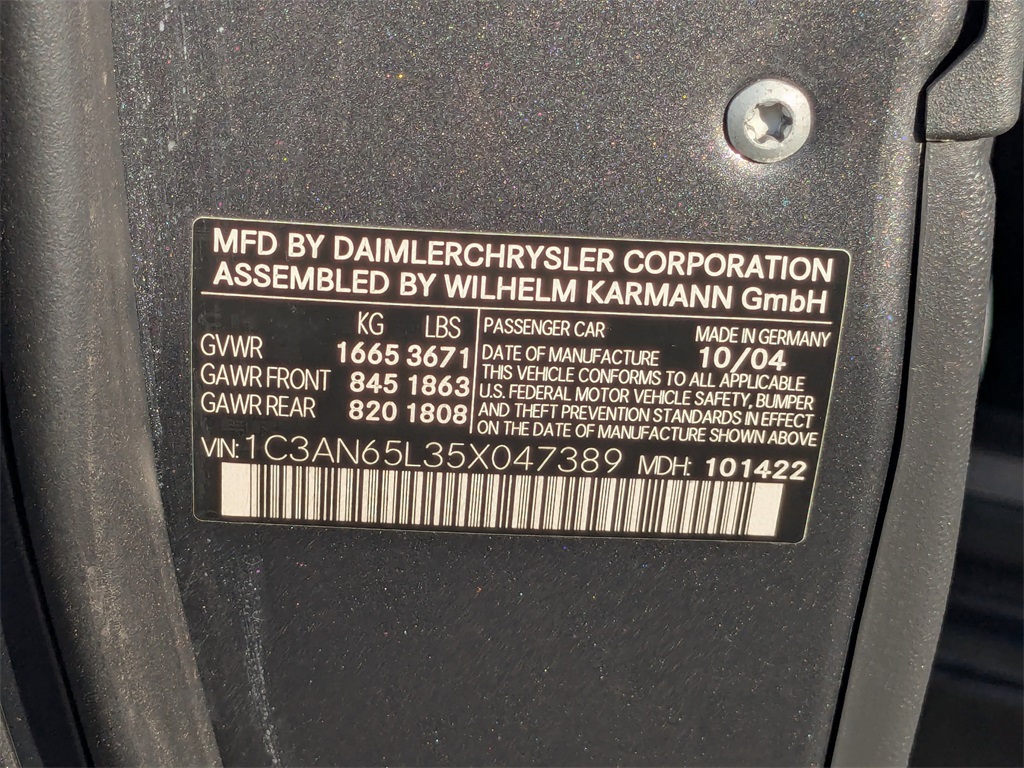 MFD BY DAIMLERCHRYSLER CORPORATION
ASSEMBLED BY WILHELM KARMANN GmbH
KG LBS
GVWR 1665 3671
GAWR FRONT 845 1863
GAWR REAR 820 1808
PASSENGER CAR MADE IN GERMANY
DATE OF MANUFACTURE 10/04
THIS VEHICLE CONFORMS TO ALL APPLICABLE
U.S. FEDERAL MOTOR VEHICLE SAFETY, BUMPER
AND THEFT PREVENTION STANDARDS IN EFFECT
ON THE DATE OF MANUFACTURE SHOWN ABOVE
VIN: 1C3AN65L35X047389 MDH: 101422